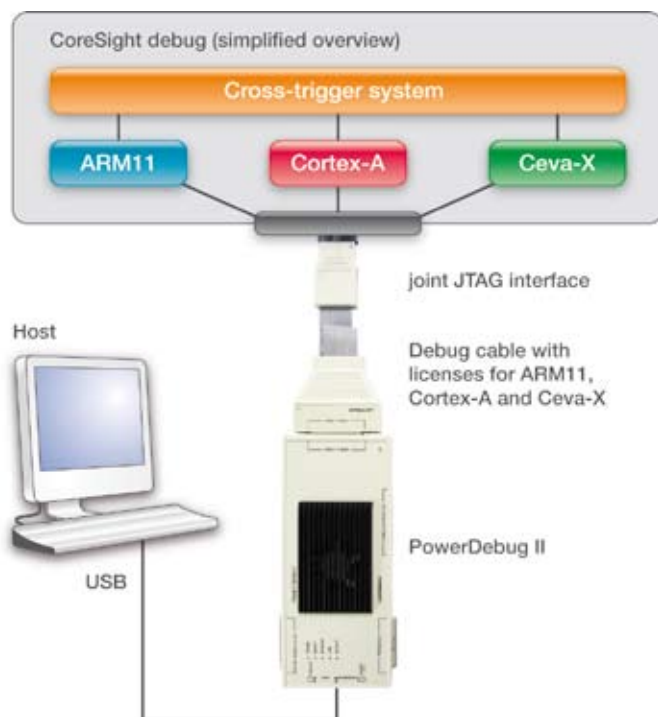 CoreSight debug (simplified overview)
Cross-trigger system
ARM11
Cortex-A
Ceva-X
joint JTAG interface
Host
Debug cable with
licenses for ARM11,
Cortex-A and Ceva-X
PowerDebug II
USB